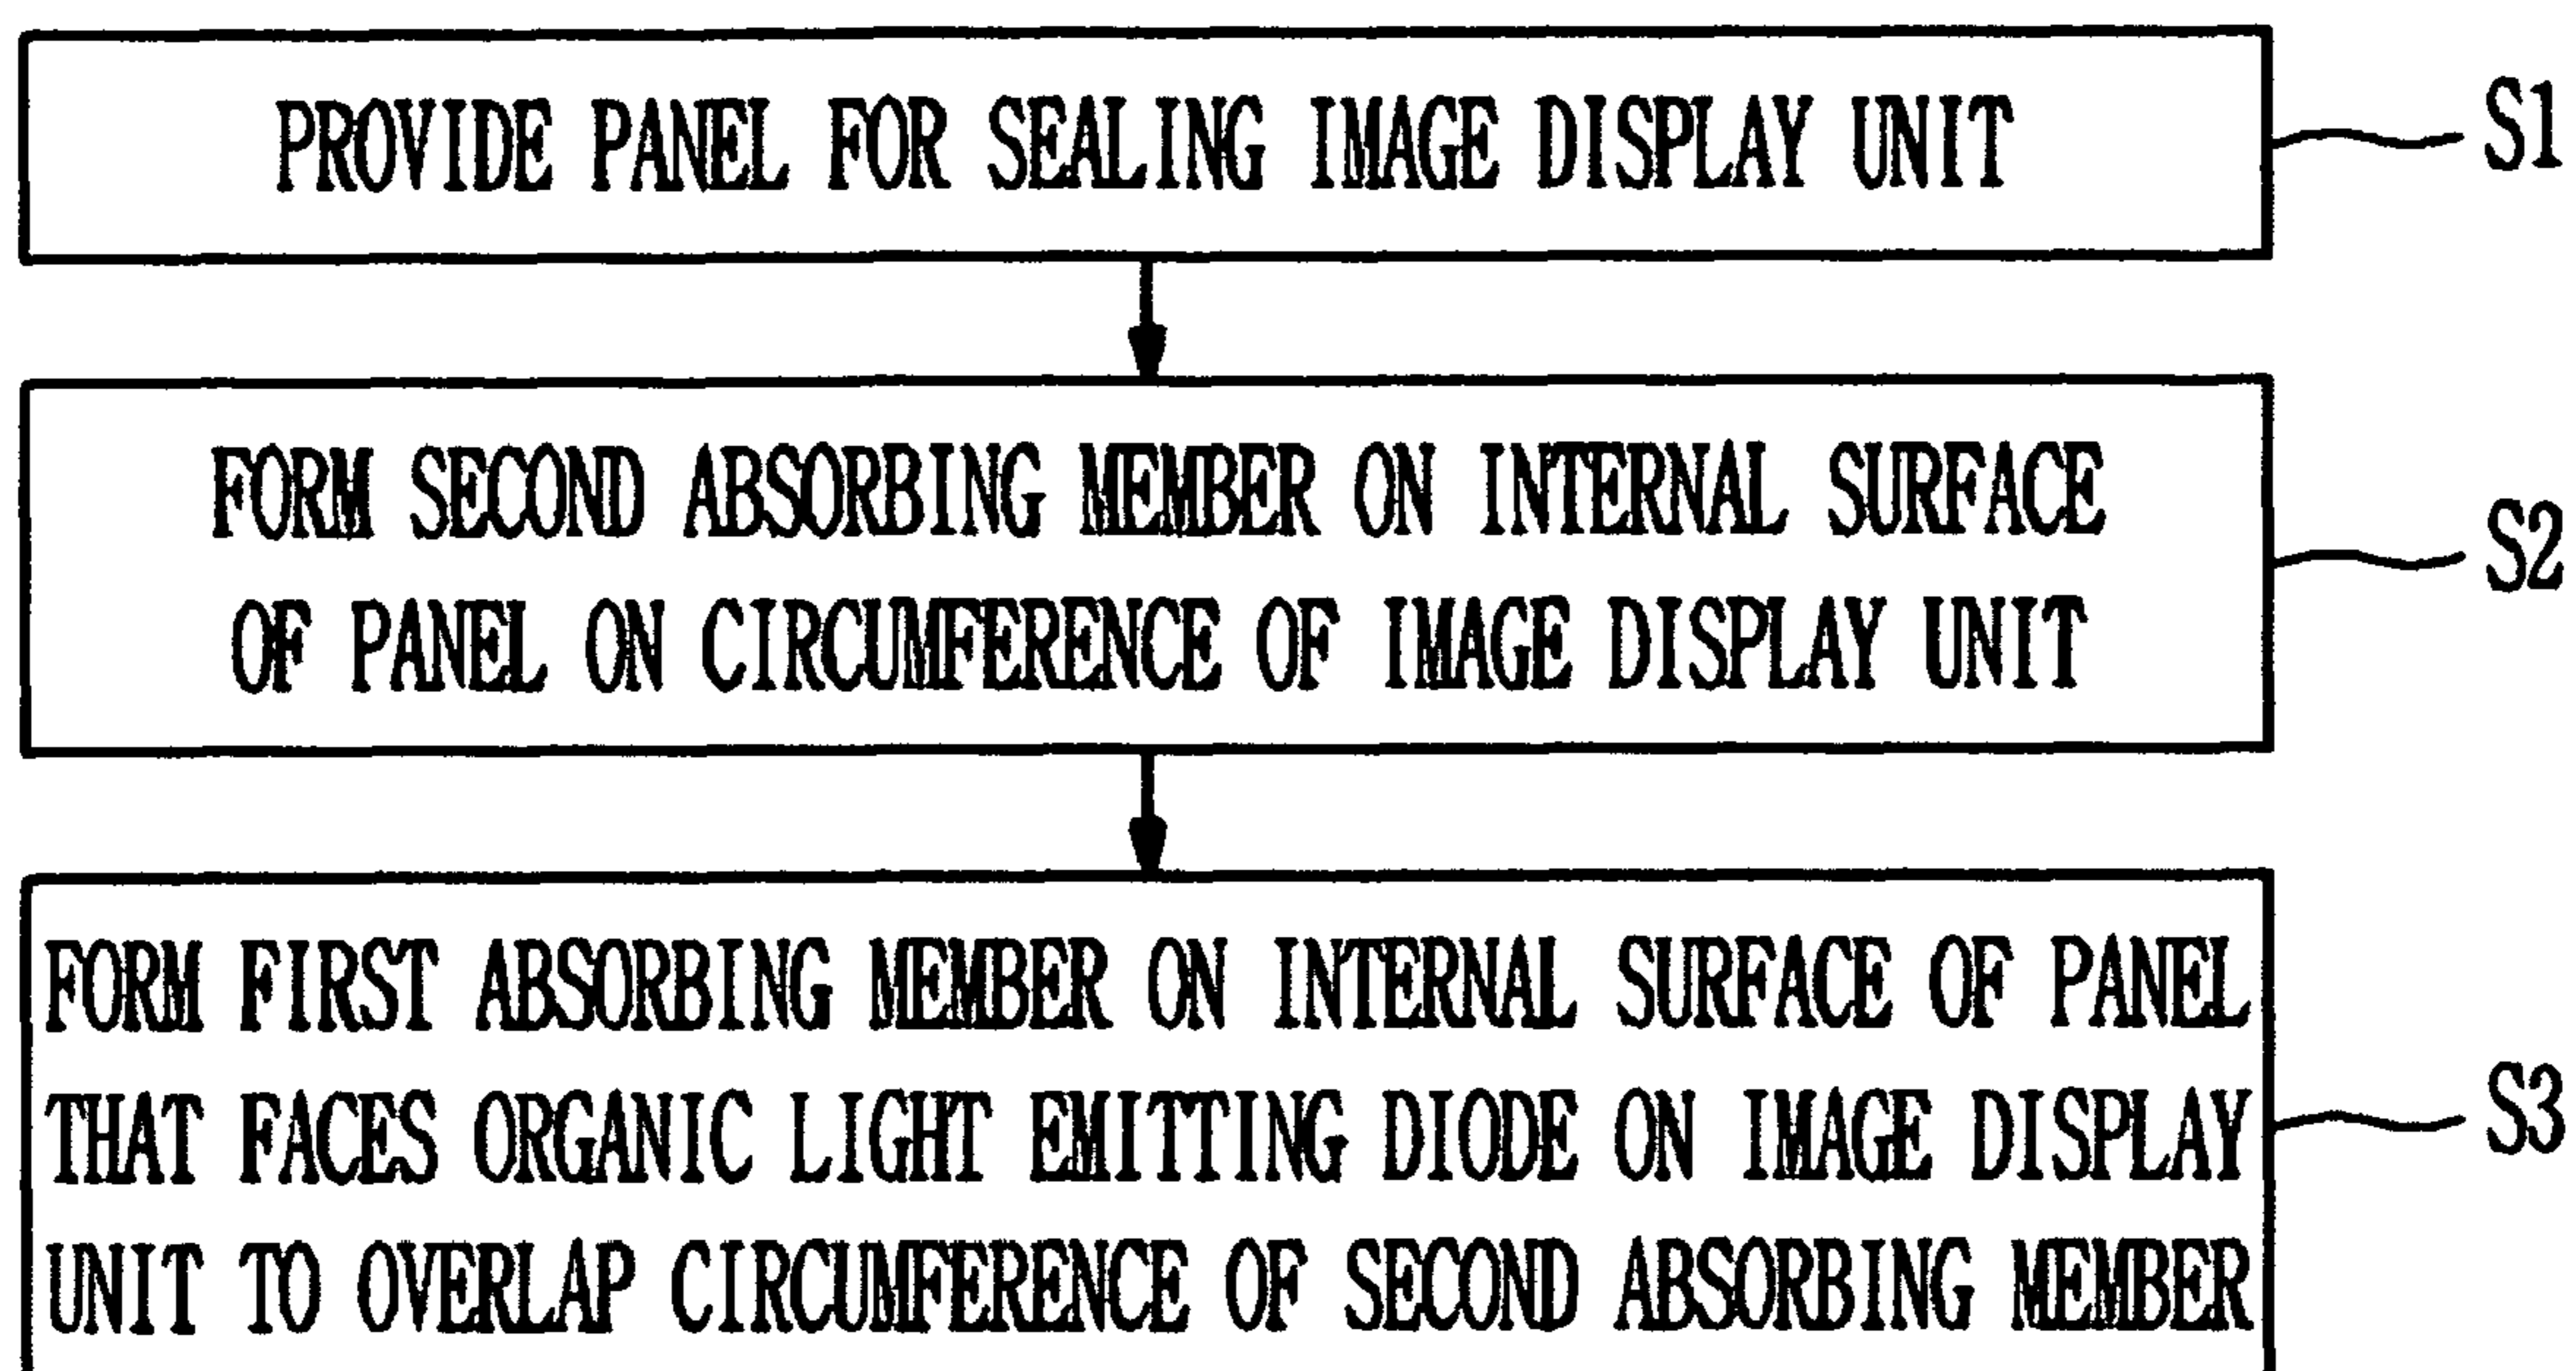 PROVIDE PANEL FOR SEALING IMAGE DISPLAY UNIT
S1
FORM SECOND ABSORBING MEMBER ON INTERNAL SURFACE
OF PANEL ON CIRCUMFERENCE OF IMAGE DISPLAY UNIT
S2
FORM FIRST ABSORBING MEMBER ON INTERNAL SURFACE OF PANEL
THAT FACES ORGANIC LIGHT EMITTING DIODE ON IMAGE DISPLAY
UNIT TO OVERLAP CIRCUMFERENCE OF SECOND ABSORBING MEMBER
S3